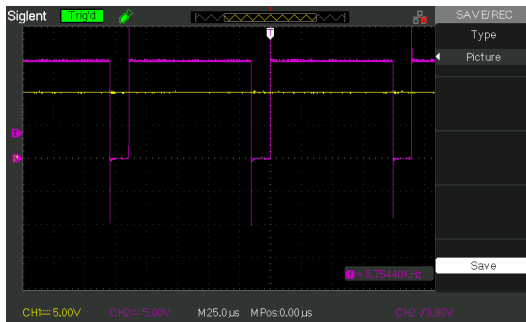 Siglent Trig'd SAVE/REC
T
Type
Picture
= 8.75440KHz
Save
CH1 5.00V CH2 5.00V M25.0µs MPos:0.00µs CH2 /3.80V